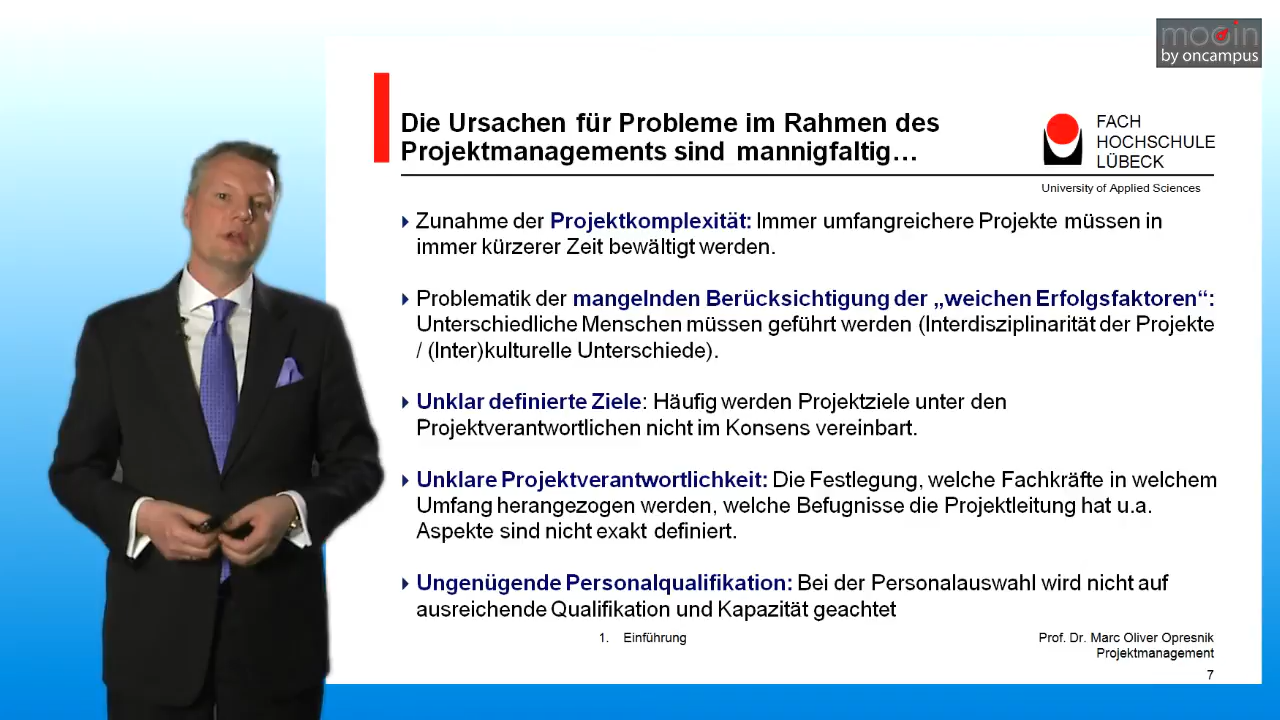 mooin
by oncampus
Die Ursachen für Probleme im Rahmen des
Projektmanagements sind mannigfaltig…
FACH
HOCHSCHULE
LÜBECK
University of Applied Sciences
Zunahme der Projektkomplexität: Immer umfangreichere Projekte müssen in
immer kürzerer Zeit bewältigt werden.
Problematik der mangelnden Berücksichtigung der „weichen Erfolgsfaktoren“:
Unterschiedliche Menschen müssen geführt werden (Interdisziplinarität der Projekte
/ (Inter)kulturelle Unterschiede).
Unklar definierte Ziele: Häufig werden Projektziele unter den
Projektverantwortlichen nicht im Konsens vereinbart.
Unklare Projektverantwortlichkeit: Die Festlegung, welche Fachkräfte in welchem
Umfang herangezogen werden, welche Befugnisse die Projektleitung hat u.a.
Aspekte sind nicht exakt definiert.
Ungenügende Personalqualifikation: Bei der Personalauswahl wird nicht auf
ausreichende Qualifikation und Kapazität geachtet
1. Einführung
Prof. Dr. Marc Oliver Opresnik
Projektmanagement
7